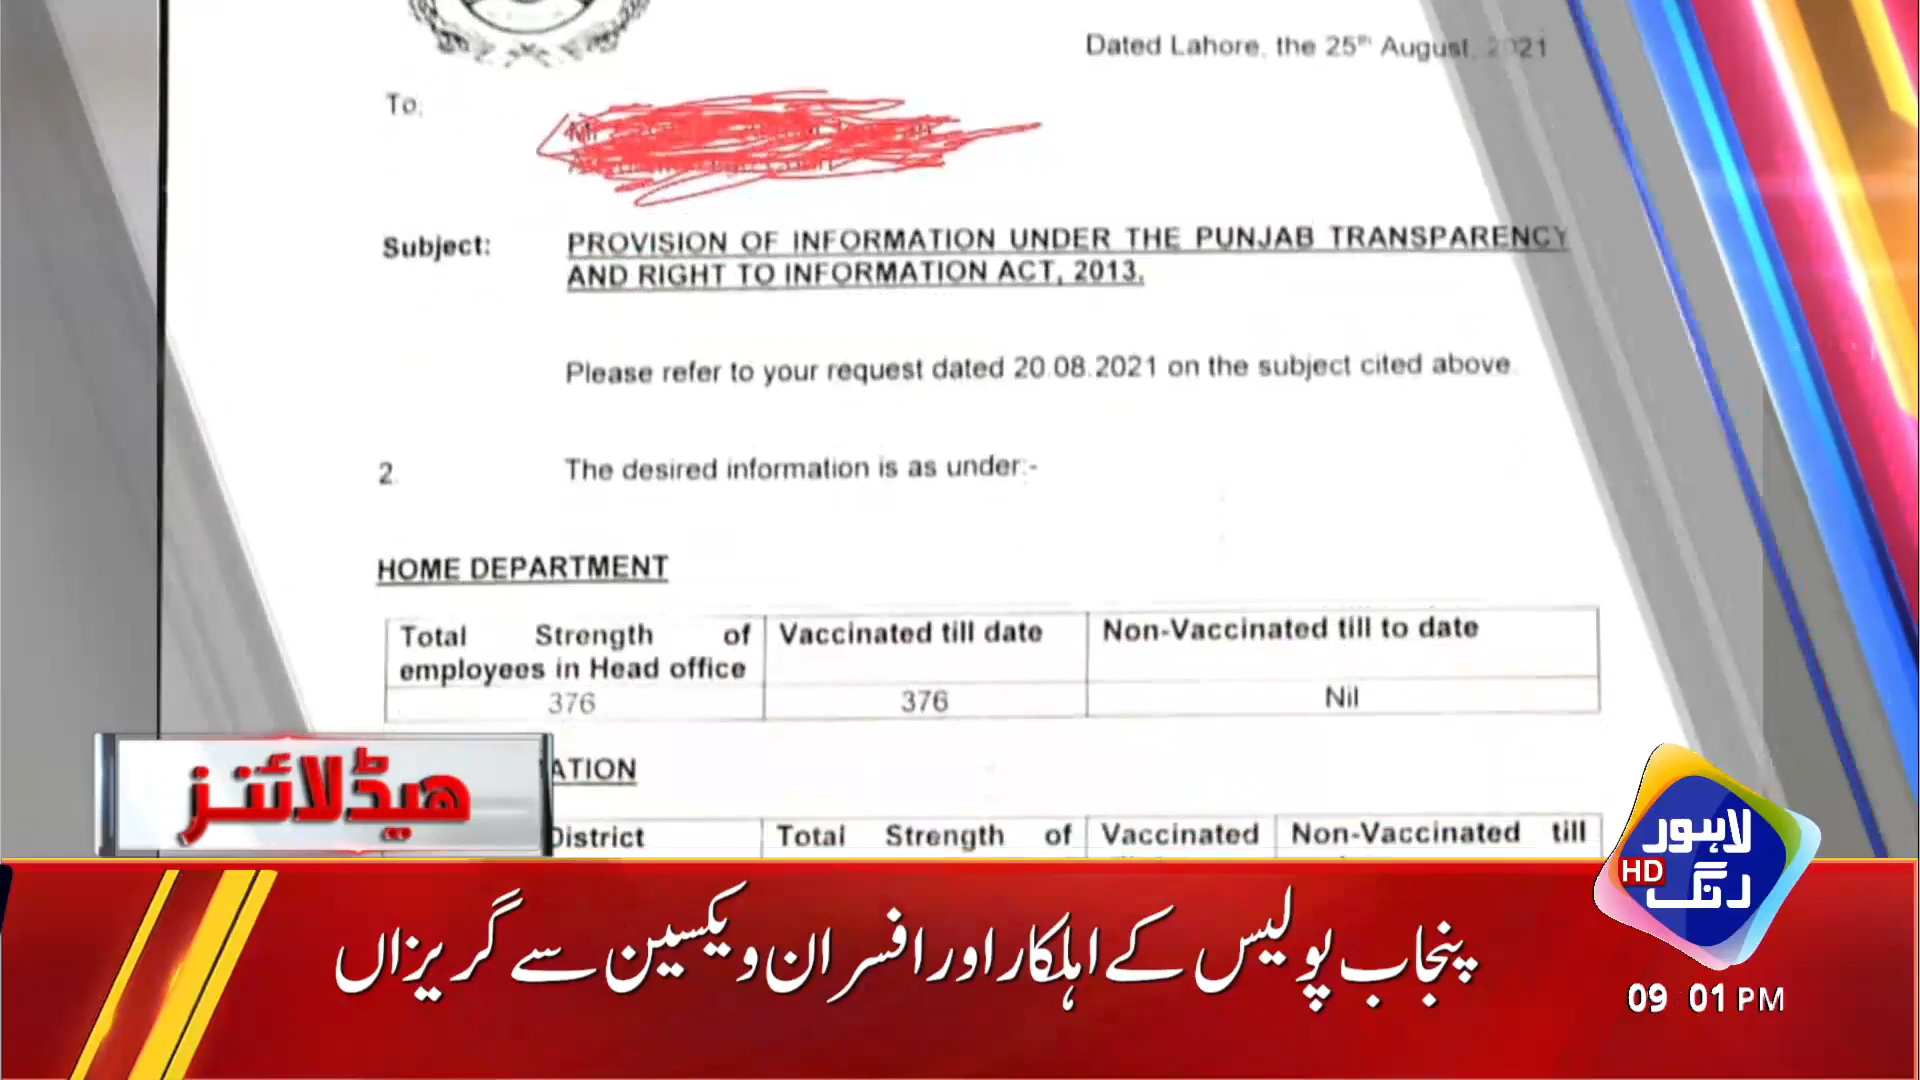 Dated Lahore, the 25th August, 2021
To,
Subject: PROVISION OF INFORMATION UNDER THE PUNJAB TRANSPARENCY
AND RIGHT TO INFORMATION ACT, 2013.
Please refer to your request dated 20.08.2021 on the subject cited above.
2. The desired information is as under:-
HOME DEPARTMENT
Total Strength of employees in Head office Vaccinated till date Non-Vaccinated till to date
376 376 Nil
ATION
District Total Strength of Vaccinated Non-Vaccinated till
ہیڈلائنز
لاہور
رنگ
HD
پنجاب پولیس کے اہلکار اور افسران ویکسین سے گریزاں
09 01 PM